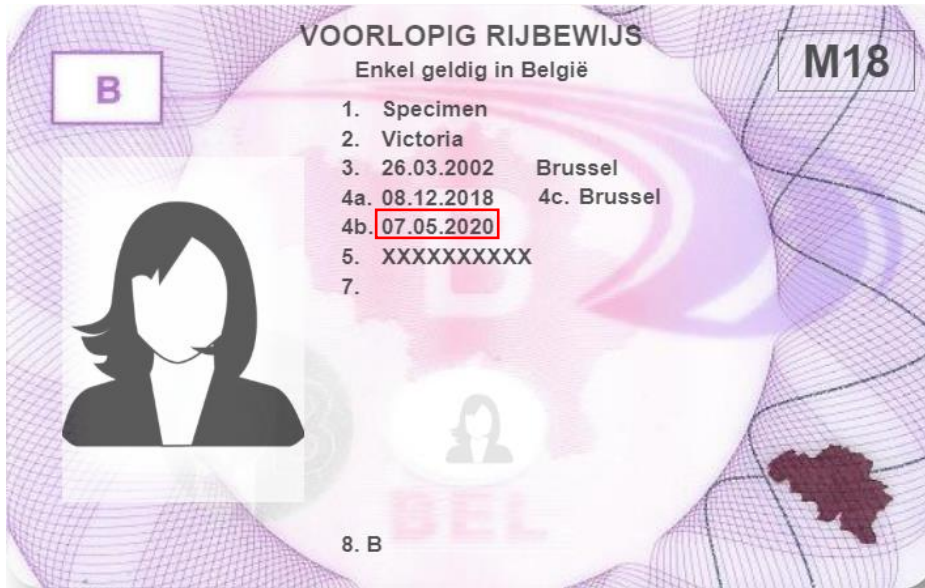 VOORLOPIG RIJBEWIJS
Enkel geldig in België
M18
B
1. Specimen
2. Victoria
3. 26.03.2002 Brussel
4a. 08.12.2018 4c. Brussel
4b. 07.05.2020
5. XXXXXXXXXX
7.
B
BEL
8. B